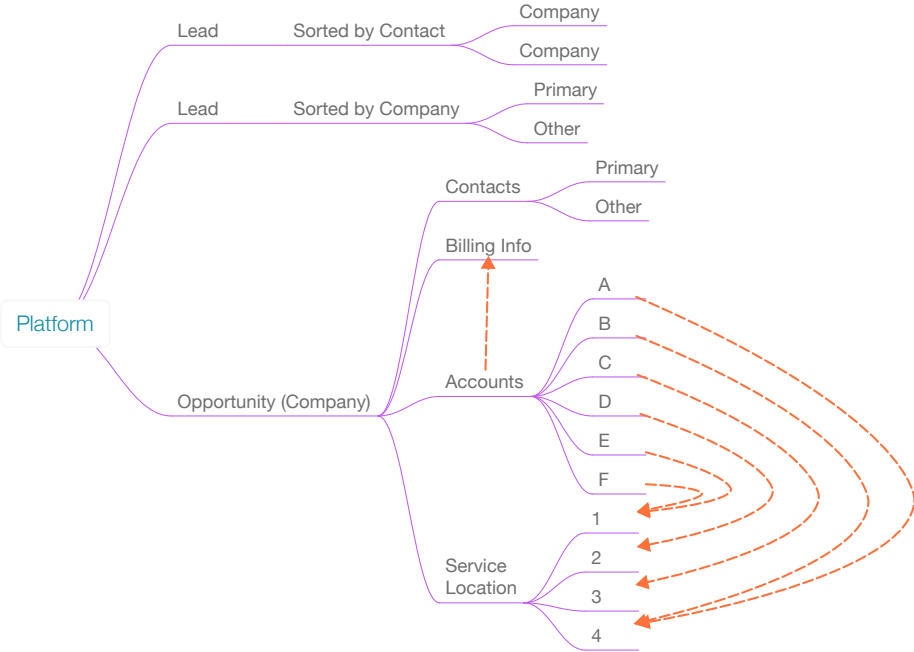 Company
Lead
Sorted by Contact
Company
Primary
Lead
Sorted by Company
Other
Primary
Contacts
Other
Billing Info
A
Platform
B
C
Accounts
Opportunity (Company)
D
E
F
1
2
Service
Location
3
4